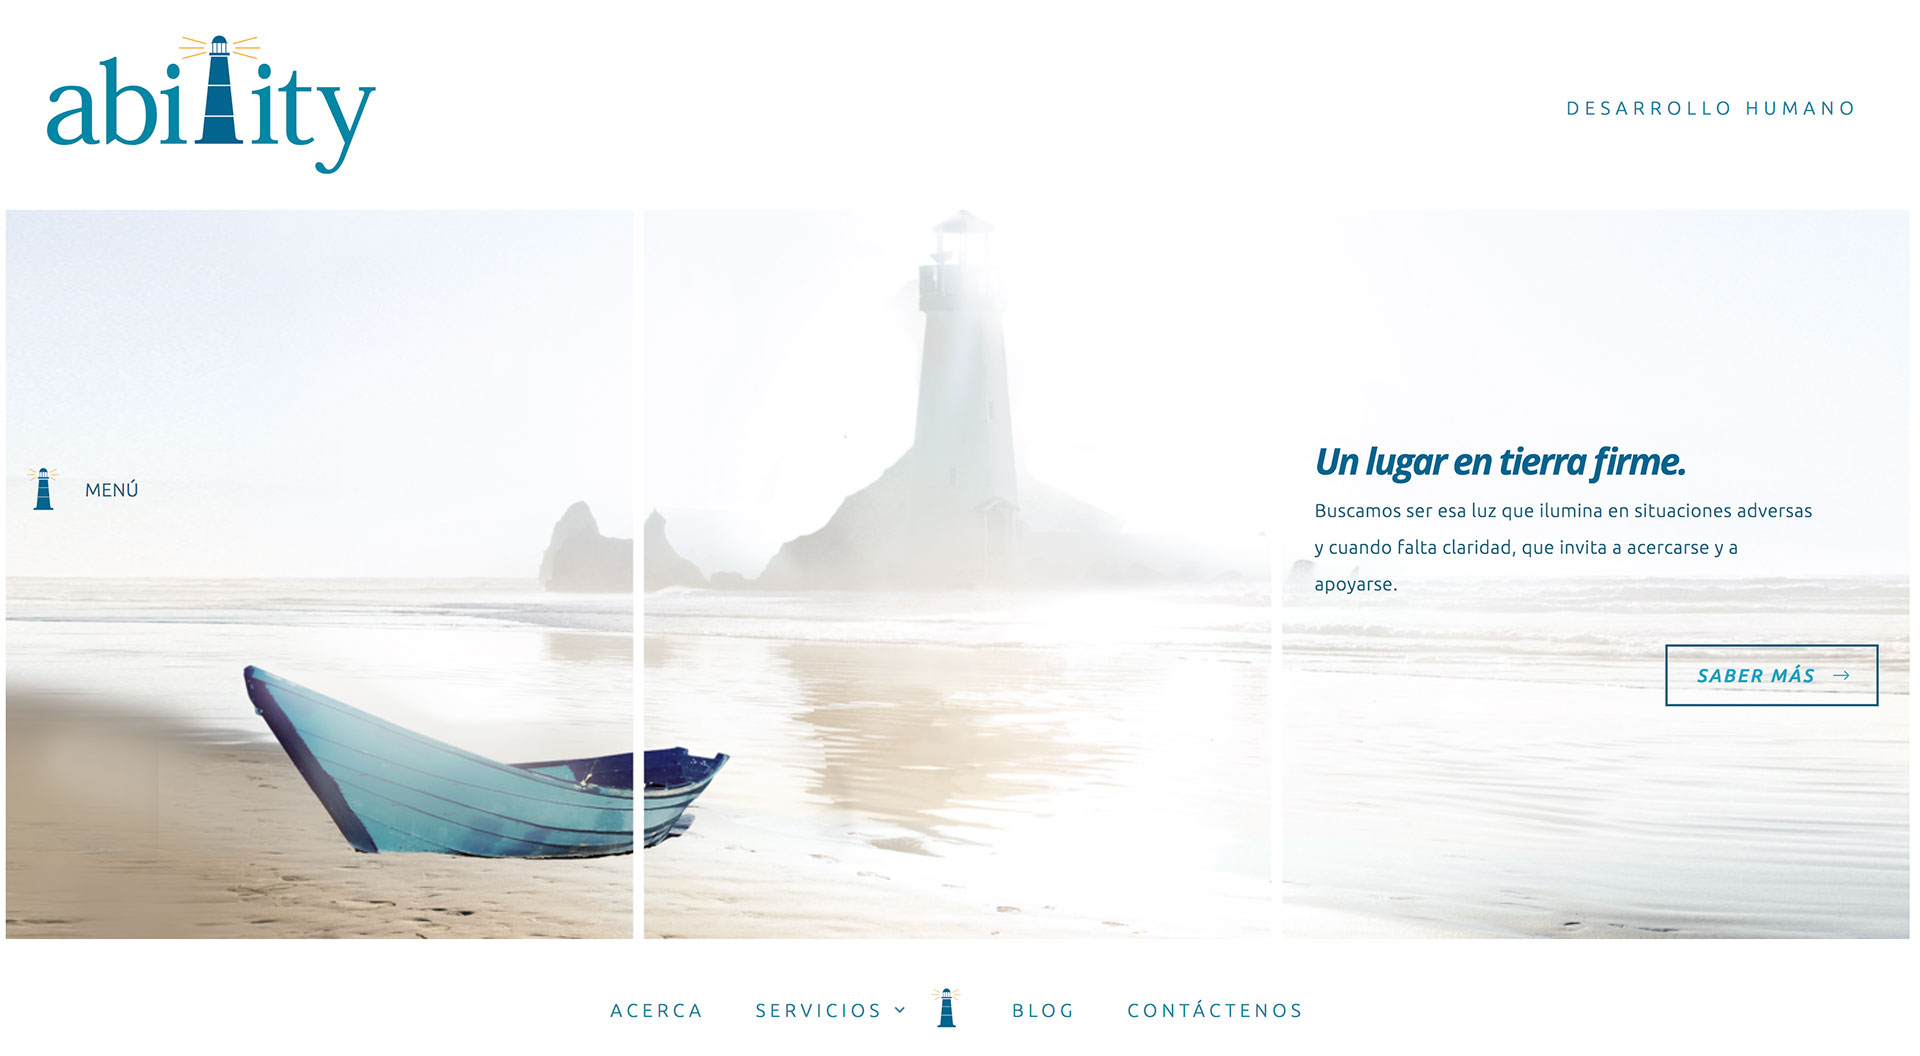 ability
DESARROLLO HUMANO
MENÚ
Un lugar en tierra firme.
Buscamos ser esa luz que ilumina en situaciones adversas
y cuando falta claridad, que invita a acercarse y a
apoyarse.
SABER MÁS →
ACERCA SERVICIOS BLOG CONTÁCTENOS